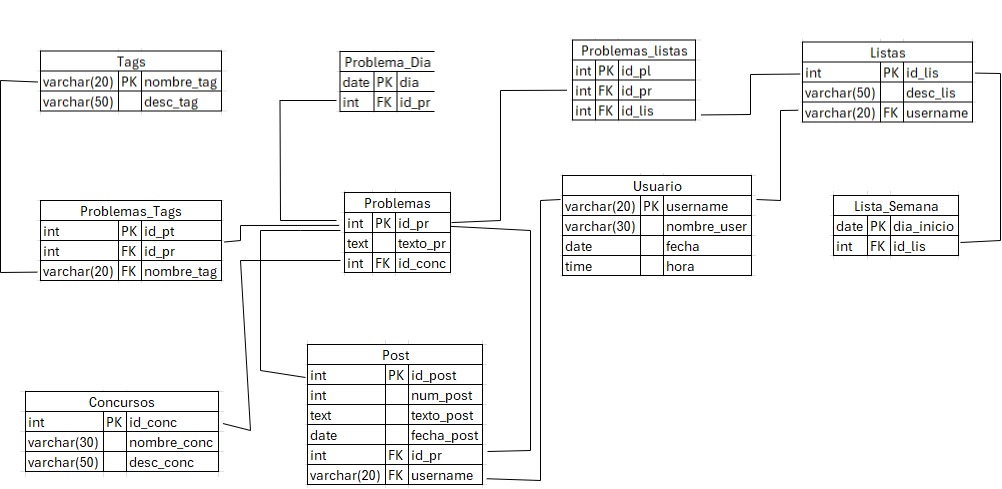 Tags
varchar(20) PK nombre_tag
varchar(50) desc_tag
Problema_Dia
date PK dia
int FK id_pr
Problemas_listas
int PK id_pl
int FK id_pr
int FK id_lis
Listas
int PK id_lis
varchar(50) desc_lis
varchar(20) FK username
Problemas_Tags
int PK id_pt
int FK id_pr
varchar(20) FK nombre_tag
Problemas
int PK id_pr
text texto_pr
int FK id_conc
Usuario
varchar(20) PK username
varchar(30) nombre_user
date fecha
time hora
Lista_Semana
date PK dia_inicio
int FK id_lis
Concursos
int PK id_conc
varchar(30) nombre_conc
varchar(50) desc_conc
Post
int PK id_post
int num_post
text texto_post
date fecha_post
int FK id_pr
varchar(20) FK username